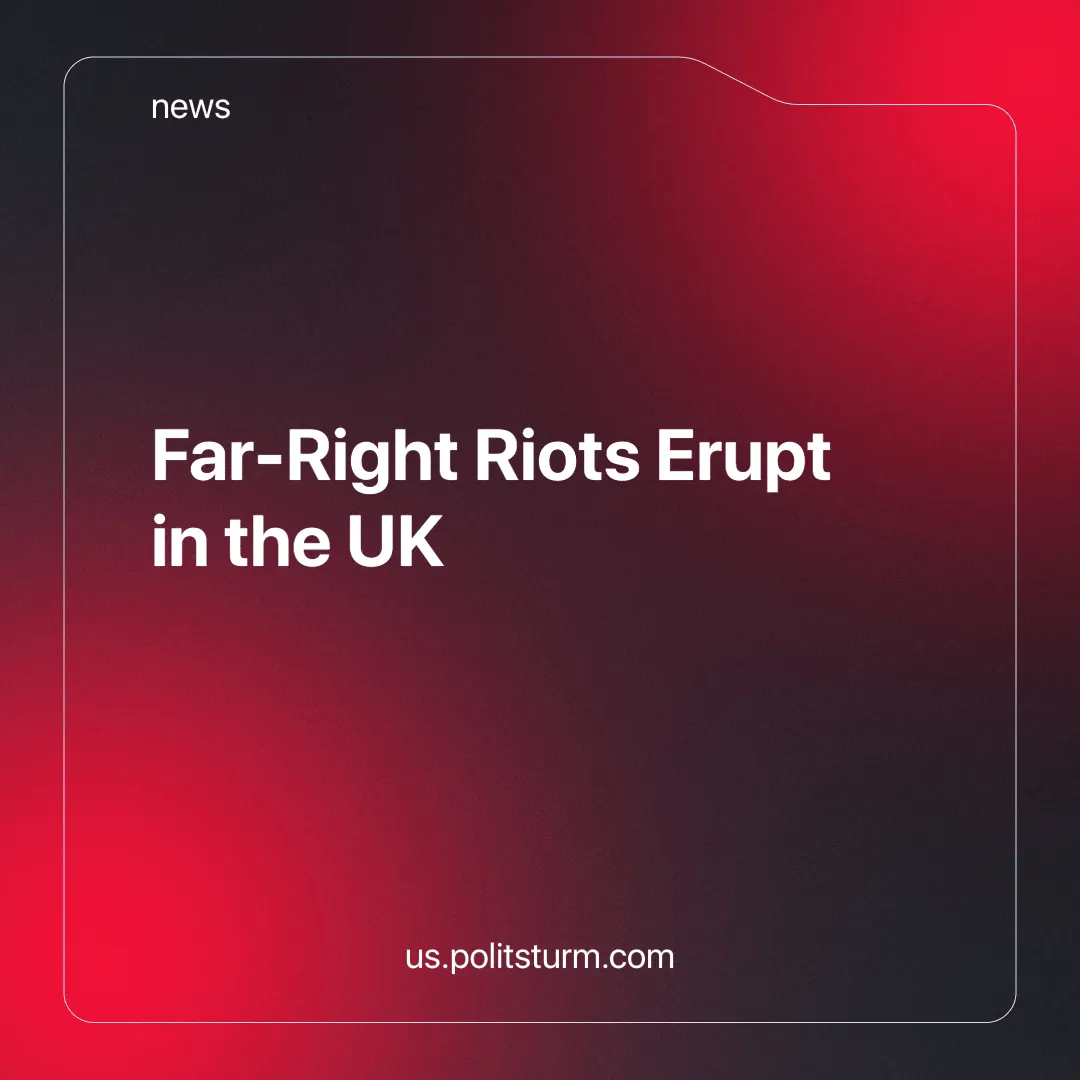 news
Far-Right Riots Erupt
in the UK
us.politsturm.com